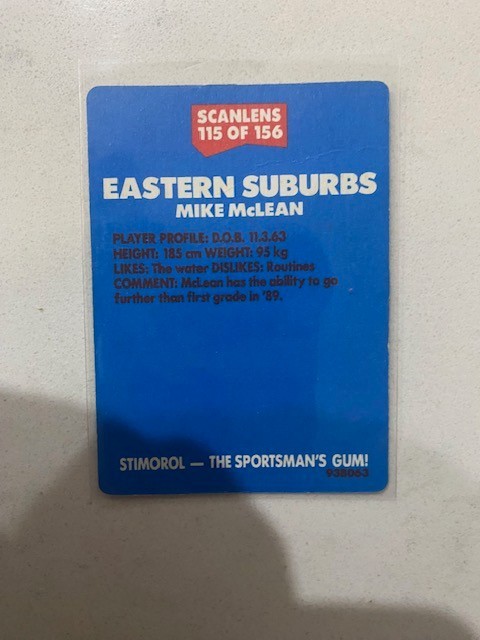 SCANLENS
115 OF 156
EASTERN SUBURBS
MIKE McLEAN
PLAYER PROFILE: D.O.B. 11.3.63
HEIGHT: 185 cm WEIGHT: 95 kg
LIKES: The water DISLIKES: Routines
COMMENT: McLean has the ability to go
further than first grade in '89.
STIMOROL — THE SPORTSMAN'S GUM!
938063